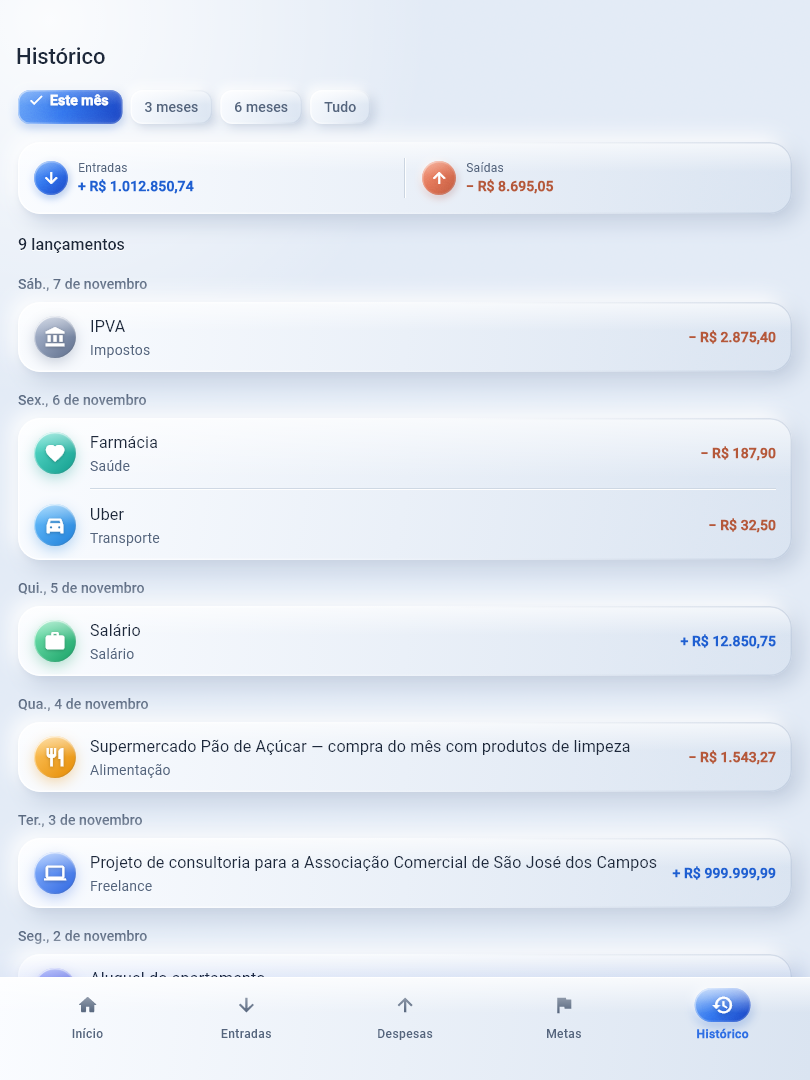 Histórico
Este mês
3 meses
6 meses
Tudo
Entradas
+ R$ 1.012.850,74
Saídas
− R$ 8.695,05
9 lançamentos
Sáb., 7 de novembro
IPVA
Impostos
− R$ 2.875,40
Sex., 6 de novembro
Farmácia
Saúde
− R$ 187,90
Uber
Transporte
− R$ 32,50
Qui., 5 de novembro
Salário
Salário
+ R$ 12.850,75
Qua., 4 de novembro
Supermercado Pão de Açúcar — compra do mês com produtos de limpeza
Alimentação
− R$ 1.543,27
Ter., 3 de novembro
Projeto de consultoria para a Associação Comercial de São José dos Campos
Freelance
+ R$ 999.999,99
Seg., 2 de novembro
Aluguel do apartamento
Início
Entradas
Despesas
Metas
Histórico